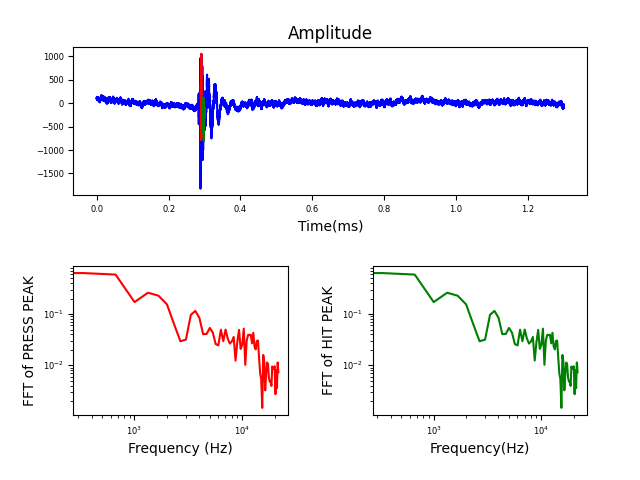 Amplitude
1000
500
0
−500
−1000
−1500
0.0 0.2 0.4 0.6 0.8 1.0 1.2
Time(ms)
FFT of PRESS PEAK
10⁻¹
10⁻²
10³ 10⁴
Frequency (Hz)
FFT of HIT PEAK
10⁻¹
10⁻²
10³ 10⁴
Frequency(Hz)